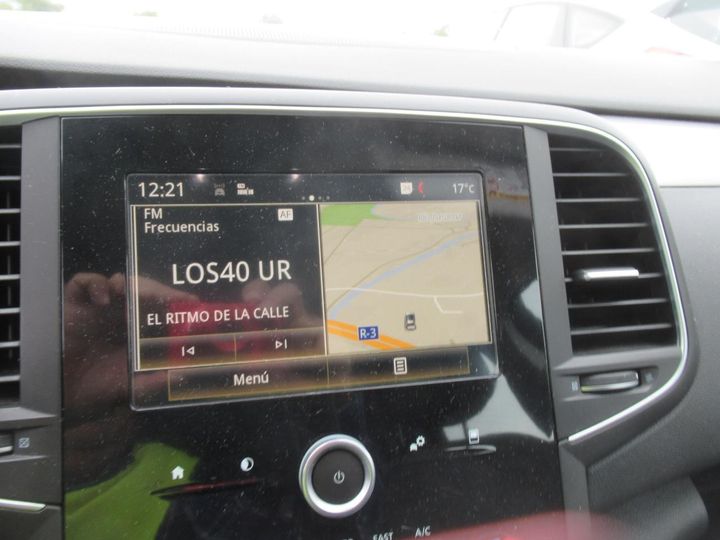 12:21
17°C
FM
AF
Frecuencias
LOS40 UR
EL RITMO DE LA CALLE
R-3
Menú
A/C